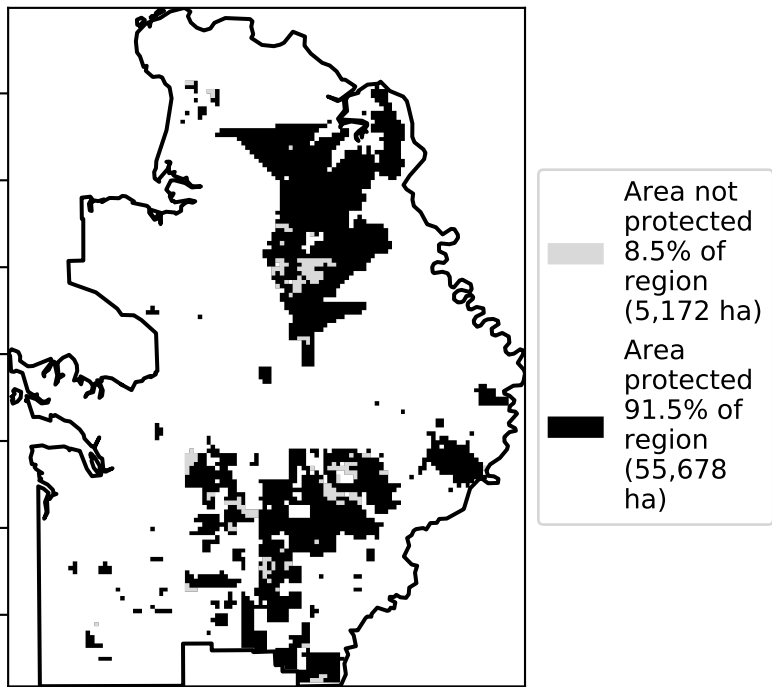 Area not
protected
8.5% of
region
(5,172 ha)
Area
protected
91.5% of
region
(55,678
ha)